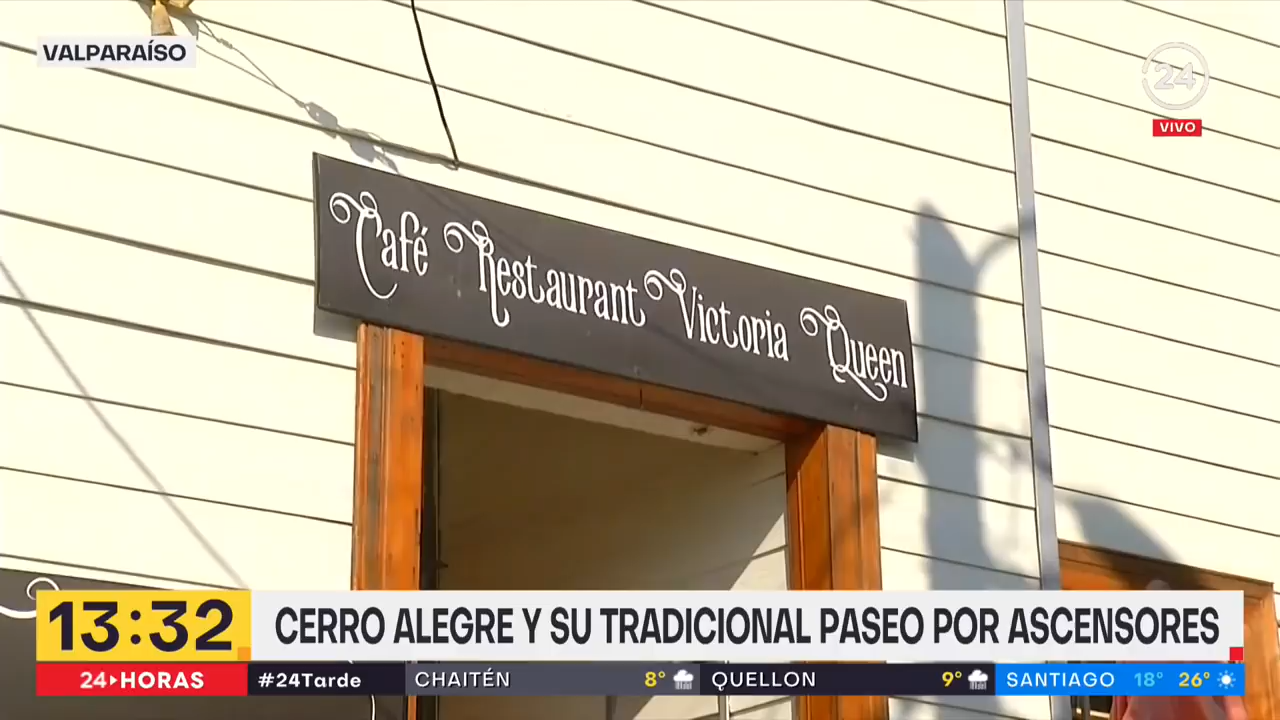 VALPARAÍSO
24
VIVO
Café Restaurant Victoria Queen
13:32
CERRO ALEGRE Y SU TRADICIONAL PASEO POR ASCENSORES
24 HORAS
#24Tarde
CHAITÉN 8°
QUELLON 9°
SANTIAGO 18° 26°